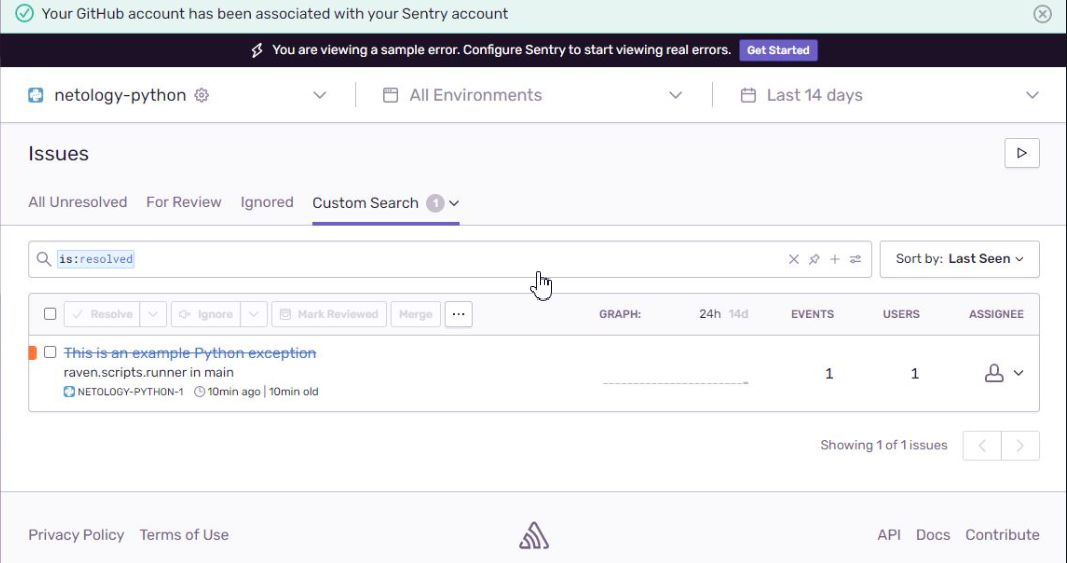 Your GitHub account has been associated with your Sentry account
You are viewing a sample error. Configure Sentry to start viewing real errors. Get Started
netology-python All Environments Last 14 days
Issues
All Unresolved For Review Ignored Custom Search 1
is:resolved Sort by: Last Seen
Resolve Ignore Mark Reviewed Merge ... GRAPH: 24h 14d EVENTS USERS ASSIGNEE
This is an example Python exception
raven.scripts.runner in main 1 1
NETOLOGY-PYTHON-1 10min ago | 10min old
Showing 1 of 1 issues
Privacy Policy Terms of Use API Docs Contribute